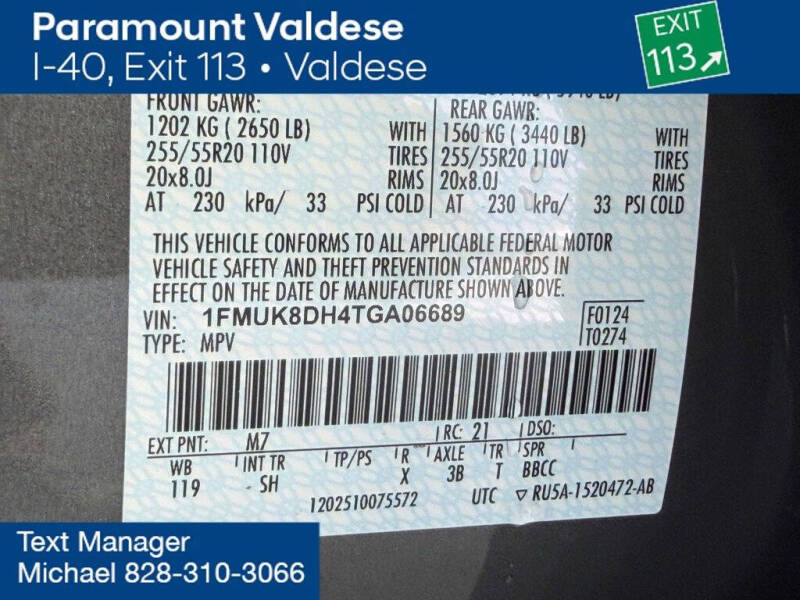 Paramount Valdese
I-40, Exit 113 • Valdese
EXIT
113
FRONT GAWR:
1202 KG ( 2650 LB) WITH
255/55R20 110V TIRES
20x8.0J RIMS
AT 230 kPa/ 33 PSI COLD
REAR GAWR:
1560 KG ( 3440 LB) WITH
255/55R20 110V TIRES
20x8.0J RIMS
AT 230 kPa/ 33 PSI COLD
THIS VEHICLE CONFORMS TO ALL APPLICABLE FEDERAL MOTOR
VEHICLE SAFETY AND THEFT PREVENTION STANDARDS IN
EFFECT ON THE DATE OF MANUFACTURE SHOWN ABOVE.
VIN: 1FMUK8DH4TGA06689
F0124
TYPE: MPV
T0274
EXT PNT: M7 RC: 21 DSO:
WB INT TR TP/PS R AXLE TR SPR
119 SH X 3B T BBCC
1202510075572 UTC ▽ RU5A-1520472-AB
Text Manager
Michael 828-310-3066